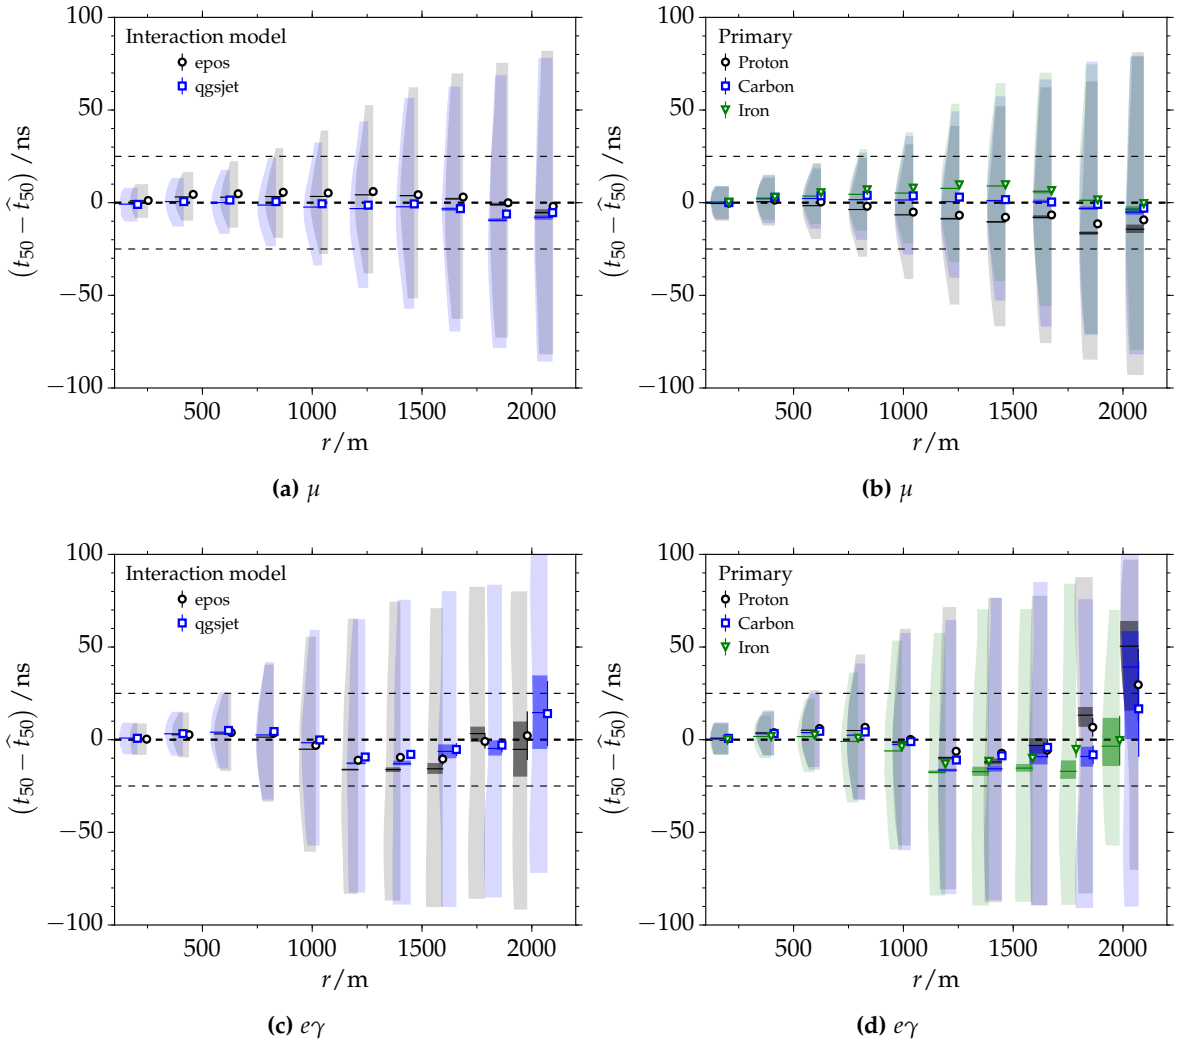 100
50
0
−50
−100
(t50 − t̂50) / ns
Interaction model
epos
qgsjet
500
1000
1500
2000
r/m
(a) μ
100
50
0
−50
−100
(t50 − t̂50) / ns
Primary
Proton
Carbon
Iron
500
1000
1500
2000
r/m
(b) μ
100
50
0
−50
−100
(t50 − t̂50) / ns
Interaction model
epos
qgsjet
500
1000
1500
2000
r/m
(c) eγ
100
50
0
−50
−100
(t50 − t̂50) / ns
Primary
Proton
Carbon
Iron
500
1000
1500
2000
r/m
(d) eγ